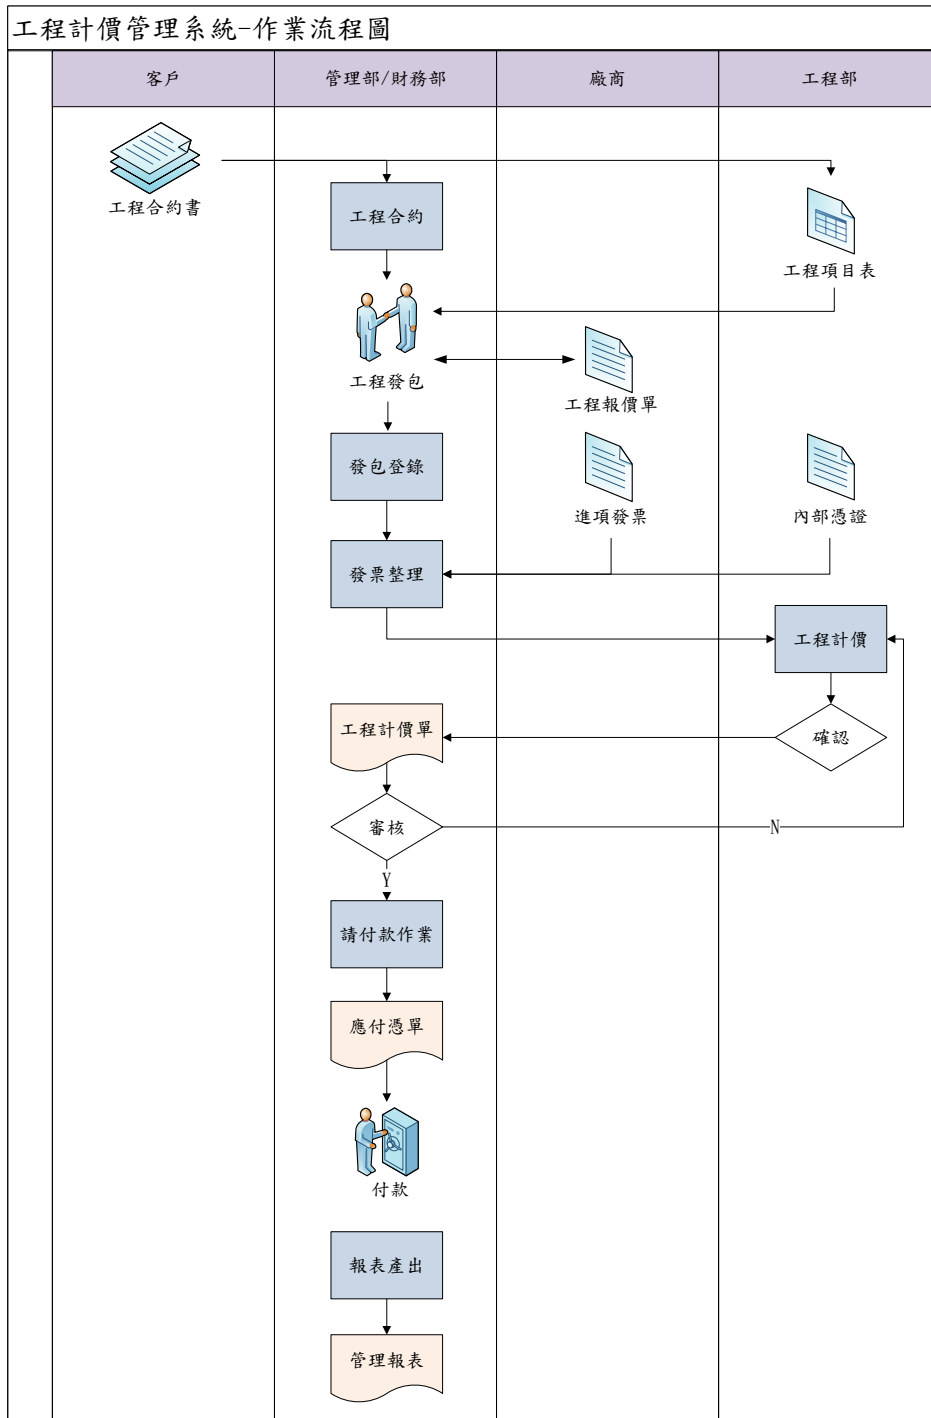 工程計價管理系統-作業流程圖
客戶
管理部/財務部
廠商
工程部
工程合約書
工程合約
工程項目表
工程發包
工程報價單
發包登錄
進項發票
內部憑證
發票整理
工程計價
工程計價單
確認
審核
N
Y
請付款作業
應付憑單
付款
報表產出
管理報表